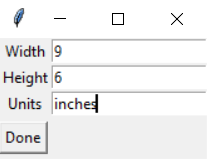 Width 9
Height 6
Units inches
Done